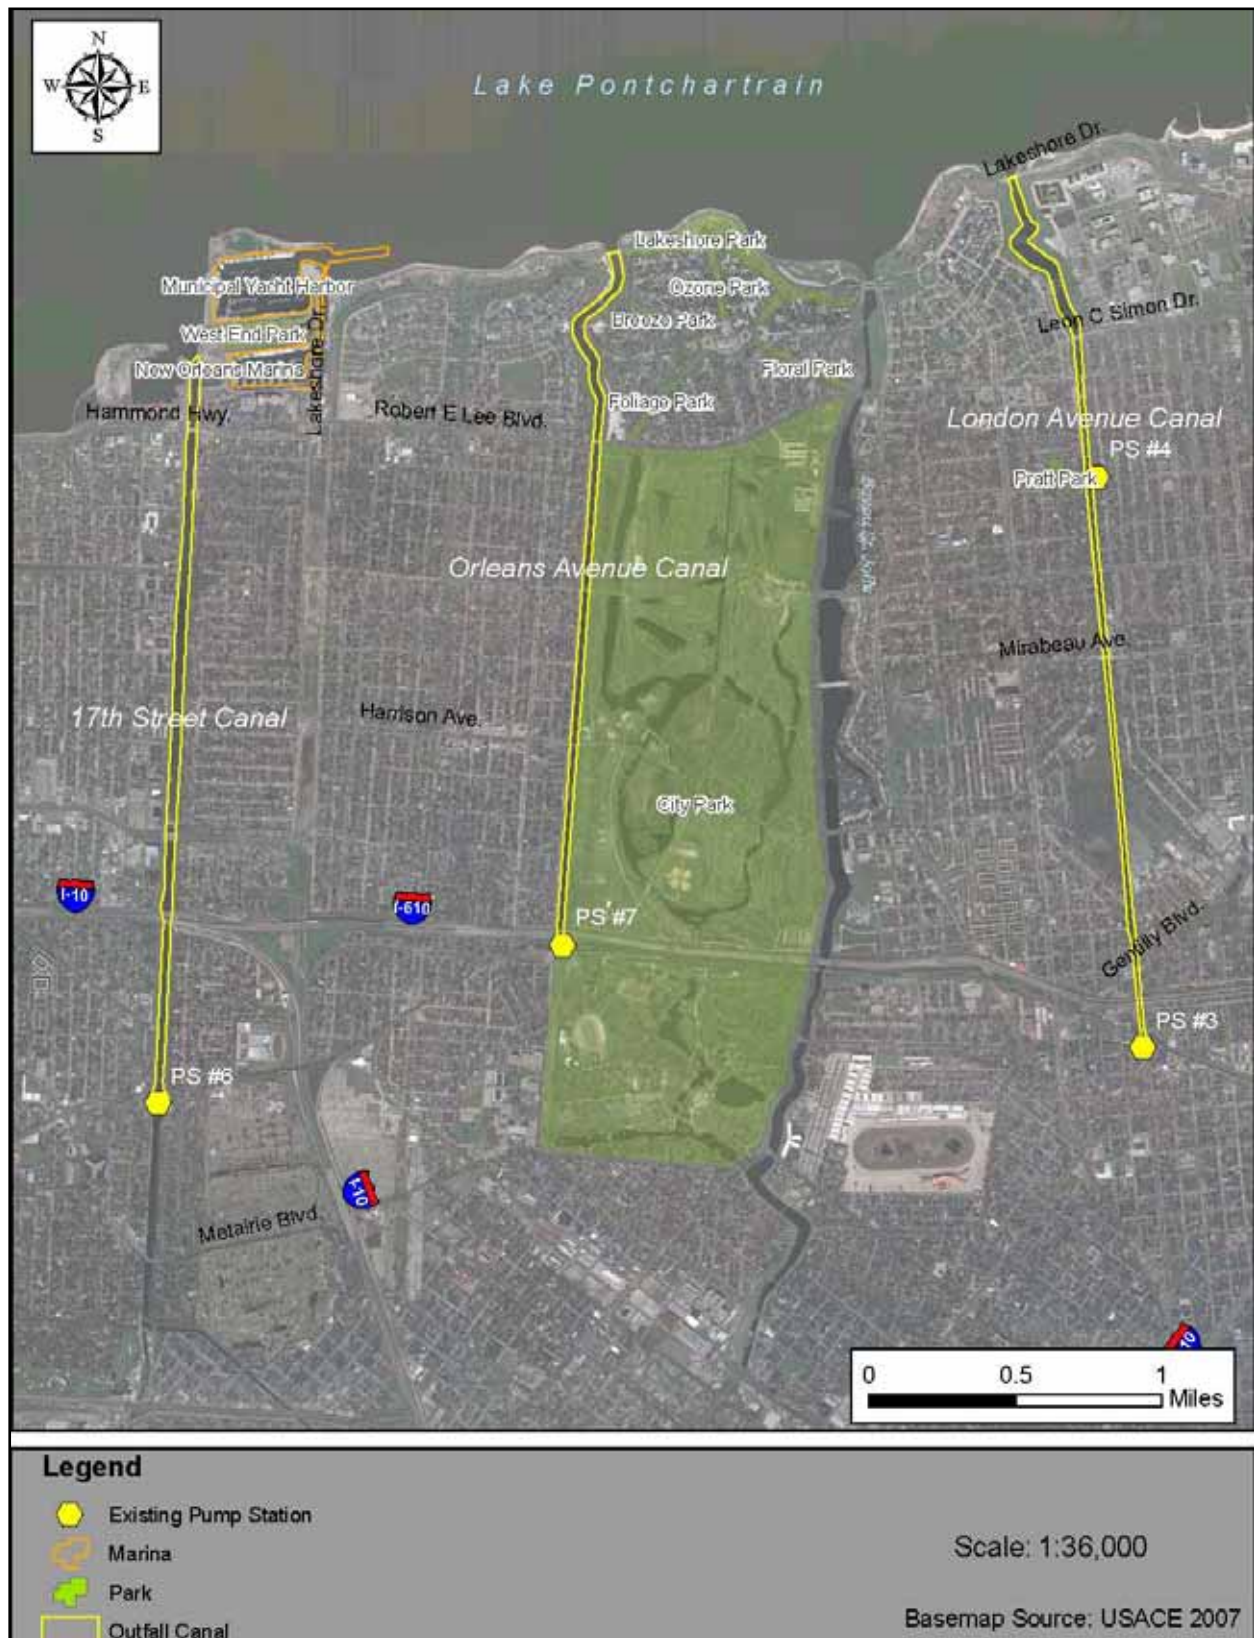 N
W E
S
Lake Pontchartrain
Lakeshore Dr.
Lakeshore Park
Municipal Yacht Harbor
Ozone Park
Leon C Simon Dr.
Breeze Park
West End Park
Lakeshore Dr.
New Orleans Marina
Floral Park
Hammond Hwy.
Robert E Lee Blvd.
Foliage Park
London Avenue Canal
PS #4
Pratt Park
Orleans Avenue Canal
Mirabeau Ave.
17th Street Canal
Harrison Ave.
City Park
I-10
I-610
PS #7
Gentilly Blvd.
PS #3
PS #6
I-10
Metairie Blvd.
10
0 0.5 1
Miles
Legend
Existing Pump Station
Marina
Park
Outfall Canal
Scale: 1:36,000
Basemap Source: USACE 2007